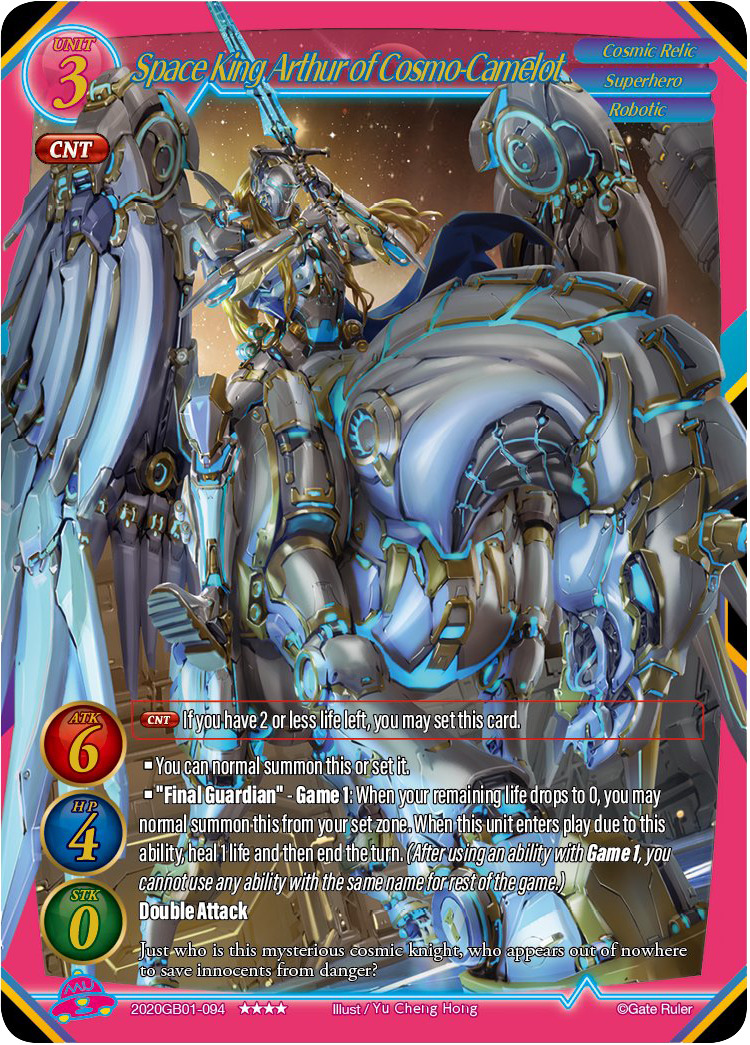 UNIT
3
Space King, Arthur of Cosmo-Camelot
Cosmic Relic
Superhero
Robotic
CNT
CNT If you have 2 or less life left, you may set this card.
ATK
6
▪ You can normal summon this or set it.
▪ "Final Guardian" - Game 1: When your remaining life drops to 0, you may
normal summon this from your set zone. When this unit enters play due to this
ability, heal 1 life and then end the turn. (After using an ability with Game 1, you
cannot use any ability with the same name for rest of the game.)
HP
4
Double Attack
STK
0
Just who is this mysterious cosmic knight, who appears out of nowhere
to save innocents from danger?
2020GB01-094 ★★★★ Illust / Yu Cheng Hong ©Gate Ruler